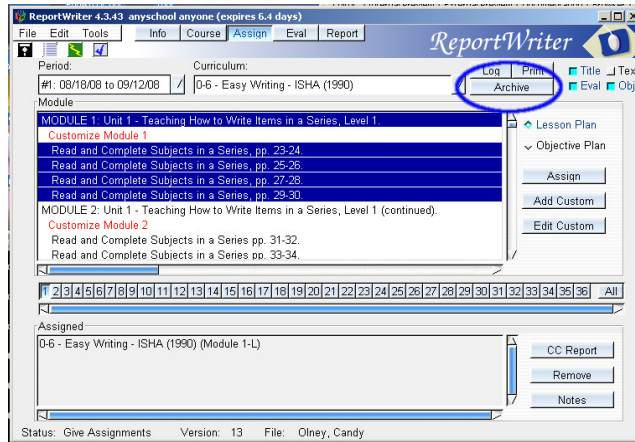 ReportWriter 4.3.43 anyschool anyone (expires 6.4 days)
File Edit Tools Info Course Assign Eval Report
ReportWriter
Period: Curriculum: Log Print Title
#1: 08/18/08 to 09/12/08 0-6 - Easy Writing - ISHA (1990) Archive Eval
Module
MODULE 1: Unit 1 - Teaching How to Write Items in a Series, Level 1.
Customize Module 1
Read and Complete Subjects in a Series, pp. 23-24.
Read and Complete Subjects in a Series, pp. 25-26.
Read and Complete Subjects in a Series, pp. 27-28.
Read and Complete Subjects in a Series, pp. 29-30.
MODULE 2: Unit 1 - Teaching How to Write Items in a Series, Level 1 (continued).
Customize Module 2
Read and Complete Subjects in a Series pp. 31-32.
Read and Complete Subjects in a Series pp. 33-34.
Lesson Plan
Objective Plan
Assign
Add Custom
Edit Custom
1 2 3 4 5 6 7 8 9 10 11 12 13 14 15 16 17 18 19 20 21 22 23 24 25 26 27 28 29 30 31 32 33 34 35 36 All
Assigned
0-6 - Easy Writing - ISHA (1990) (Module 1-L)
CC Report
Remove
Notes
Status: Give Assignments Version: 13 File: Olney, Candy